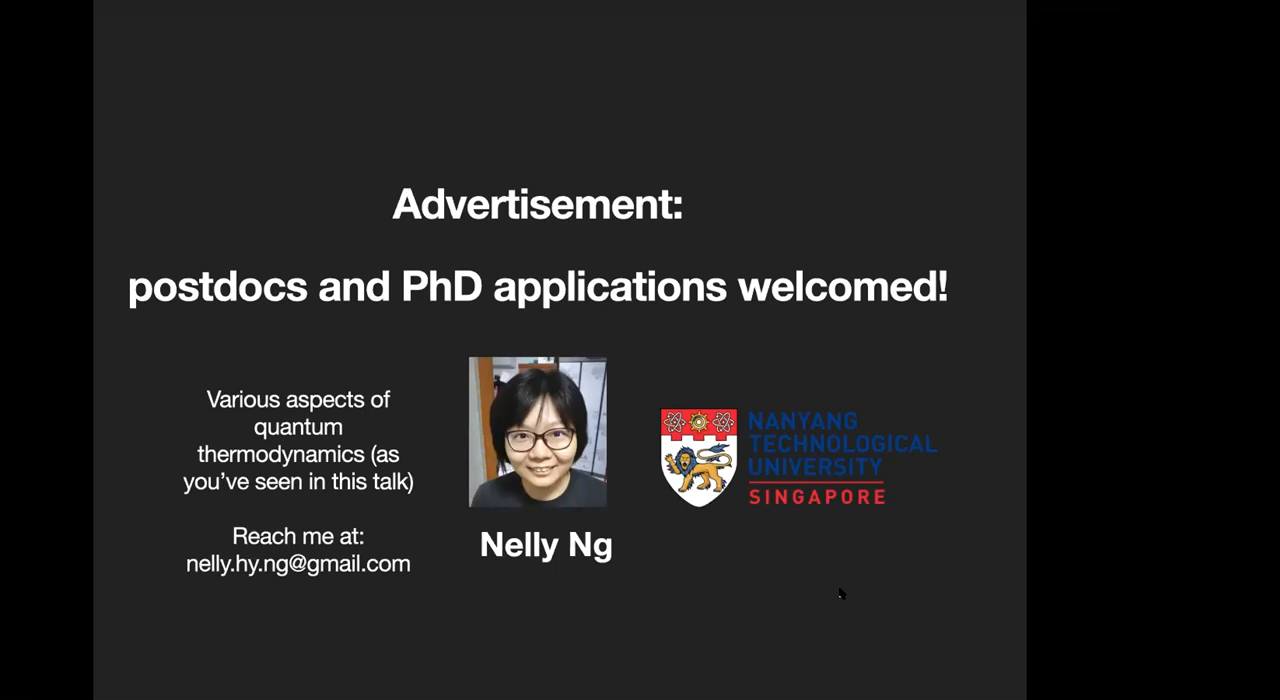 Advertisement:
postdocs and PhD applications welcomed!
Various aspects of
quantum
thermodynamics (as
you’ve seen in this talk)
Reach me at:
nelly.hy.ng@gmail.com
Nelly Ng
NANYANG
TECHNOLOGICAL
UNIVERSITY
SINGAPORE